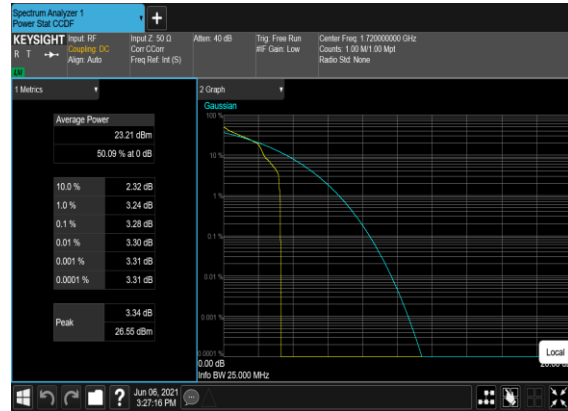 Spectrum Analyzer 1
Power Stat CCDF
KEYSIGHT
R T
LXI
Input: RF
Coupling: DC
Align: Auto
Input Z: 50 Ω
Corr CCorr
Freq Ref: Int (S)
Atten: 40 dB
Trig: Free Run
#IF Gain: Low
Center Freq: 1.720000000 GHz
Counts: 1.00 M/1.00 Mpt
Radio Std: None
1 Metrics
Average Power
23.21 dBm
50.09 % at 0 dB
10.0 % 2.32 dB
1.0 % 3.24 dB
0.1 % 3.28 dB
0.01 % 3.30 dB
0.001 % 3.31 dB
0.0001 % 3.31 dB
Peak
3.34 dB
26.55 dBm
2 Graph
Gaussian
100 %
10 %
1 %
0.1 %
0.01 %
0.001 %
0.0001 %
0.00 dB
Info BW 25.000 MHz
Local
?
Jun 06, 2021
3:27:16 PM